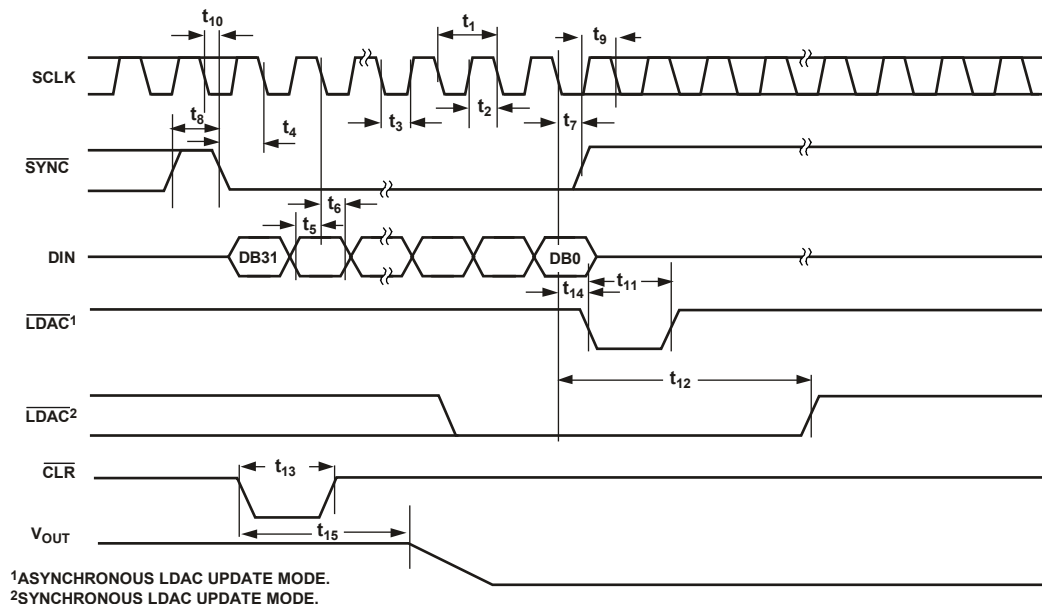 t10
t1
t9
SCLK
t8
t4
t3
t2
t7
SYNC
t6
t5
DIN
DB31
DB0
t14
t11
LDAC1
t12
LDAC2
CLR
t13
VOUT
t15
1ASYNCHRONOUS LDAC UPDATE MODE.
2SYNCHRONOUS LDAC UPDATE MODE.